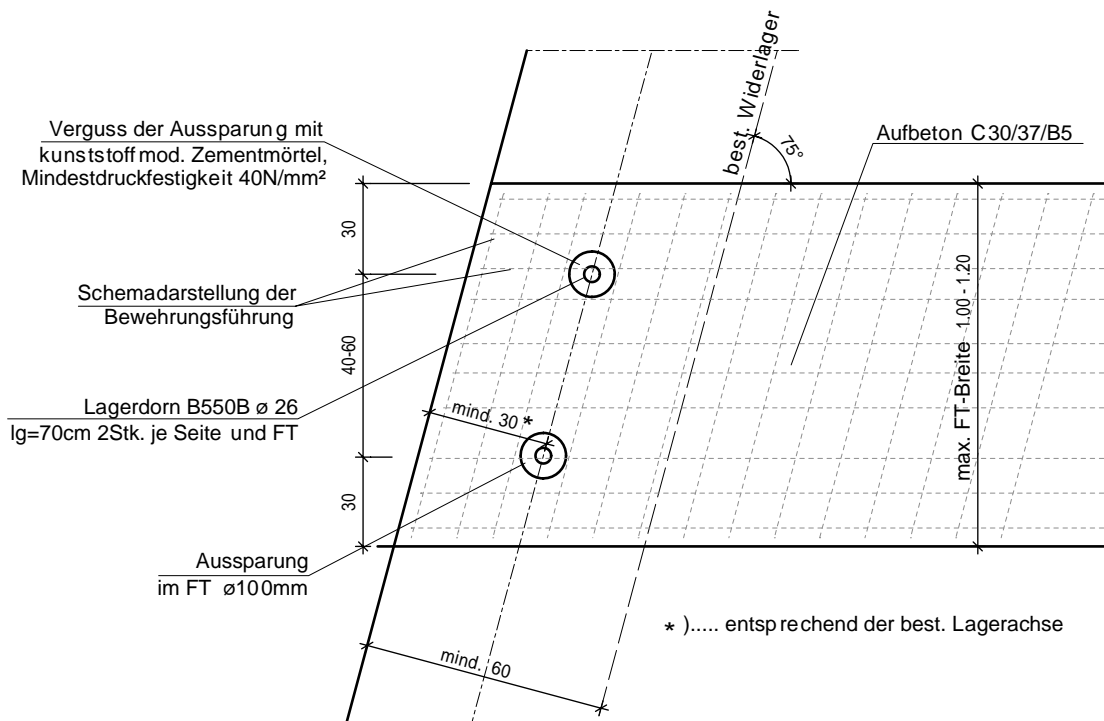 best. Widerlager
Verguss der Aussparung mit
kunststoffmod. Zementmörtel,
Mindestdruckfestigkeit 40N/mm²
Aufbeton C30/37/B5
75°
30
Schemadarstellung der
Bewehrungsführung
40-60
max. FT-Breite 1.00 - 1.20
Lagerdorn B550B ø 26
lg=70cm 2Stk. je Seite und FT
mind. 30 *
30
Aussparung
im FT ø100mm
* )..... entsprechend der best. Lagerachse
mind. 60